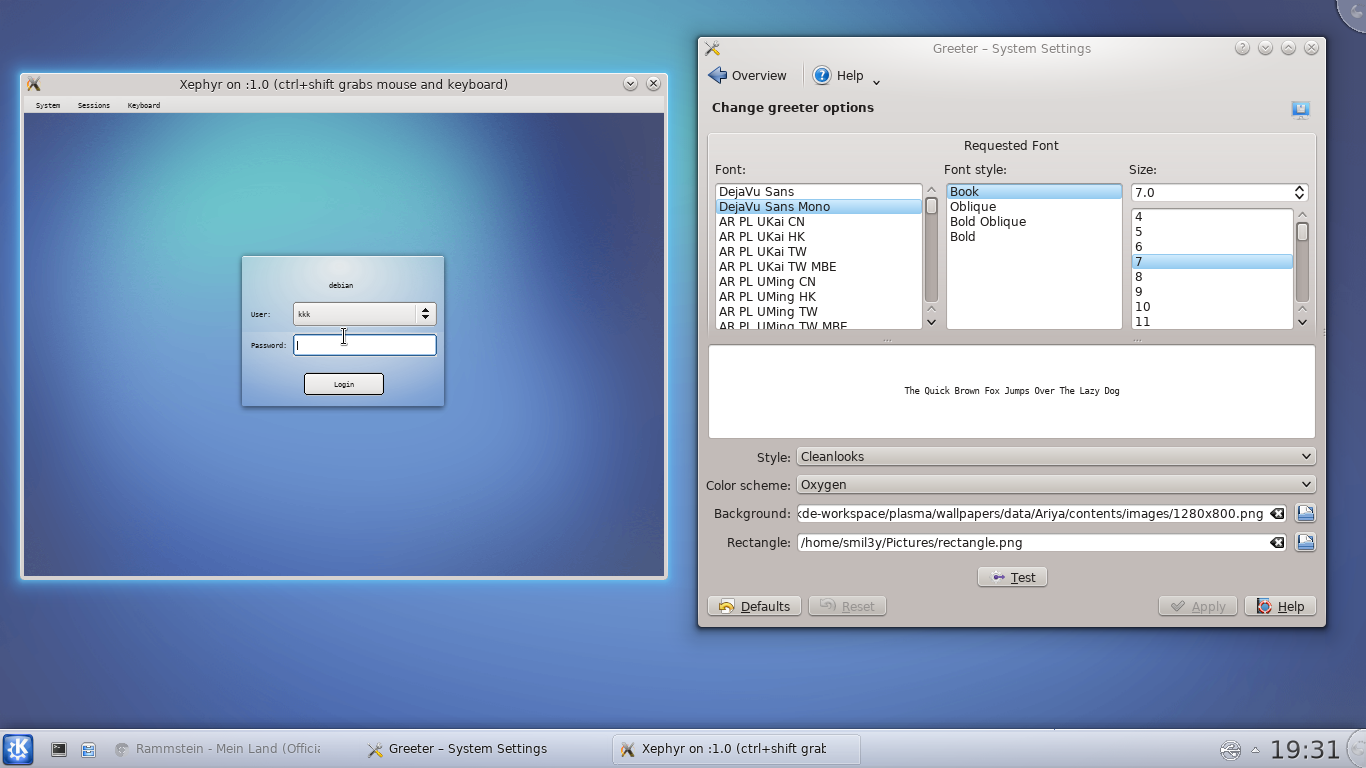 Xephyr on :1.0 (ctrl+shift grabs mouse and keyboard)
System Sessions Keyboard
debian
User: kkk
Password:
Login
Greeter – System Settings
Overview Help
Change greeter options
Requested Font
Font: Font style: Size:
DejaVu Sans
DejaVu Sans Mono
AR PL UKai CN
AR PL UKai HK
AR PL UKai TW
AR PL UKai TW MBE
AR PL UMing CN
AR PL UMing HK
AR PL UMing TW
AR PL UMing TW MBE
Book
Oblique
Bold Oblique
Bold
7.0
4
5
6
7
8
9
10
11
The Quick Brown Fox Jumps Over The Lazy Dog
Style: Cleanlooks
Color scheme: Oxygen
Background: kde-workspace/plasma/wallpapers/data/Ariya/contents/images/1280x800.png
Rectangle: /home/smil3y/Pictures/rectangle.png
Test
Defaults Reset Apply Help
Rammstein - Mein Land (Officia
Greeter – System Settings
Xephyr on :1.0 (ctrl+shift grab
19:31